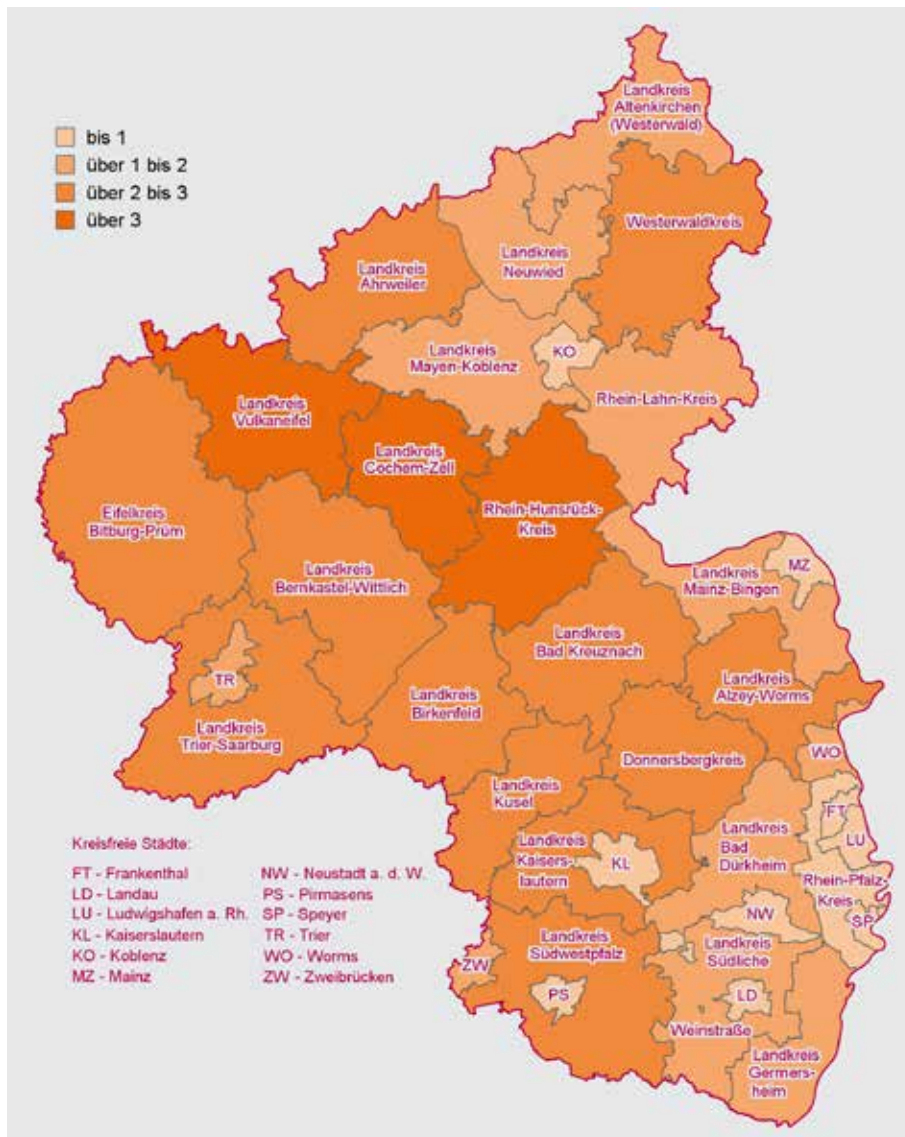 bis 1
über 1 bis 2
über 2 bis 3
über 3
Landkreis
Altenkirchen
(Westerwald)
Westerwaldkreis
Landkreis
Neuwied
Landkreis
Ahrweiler
Landkreis
Mayen-Koblenz
KO
Rhein-Lahn-Kreis
Landkreis
Vulkaneifel
Landkreis
Cochem-Zell
Rhein-Hunsrück-
Kreis
Eifelkreis
Bitburg-Prüm
Landkreis
Bernkastel-Wittlich
Landkreis
Mainz-Bingen
MZ
Landkreis
Bad Kreuznach
Landkreis
Alzey-Worms
TR
Landkreis
Trier-Saarburg
Landkreis
Birkenfeld
Donnersbergkreis
WO
Landkreis
Kusel
FT
LU
Landkreis
Kaisers-
lautern
KL
Landkreis
Bad
Dürkheim
Rhein-Pfalz-
Kreis
NW
SP
Landkreis
Südwestpfalz
Landkreis
Südliche
Weinstraße
ZW
PS
LD
Landkreis
Germers-
heim
Kreisfreie Städte:
FT - Frankenthal
LD - Landau
LU - Ludwigshafen a. Rh.
KL - Kaiserslautern
KO - Koblenz
MZ - Mainz
NW - Neustadt a. d. W.
PS - Pirmasens
SP - Speyer
TR - Trier
WO - Worms
ZW - Zweibrücken